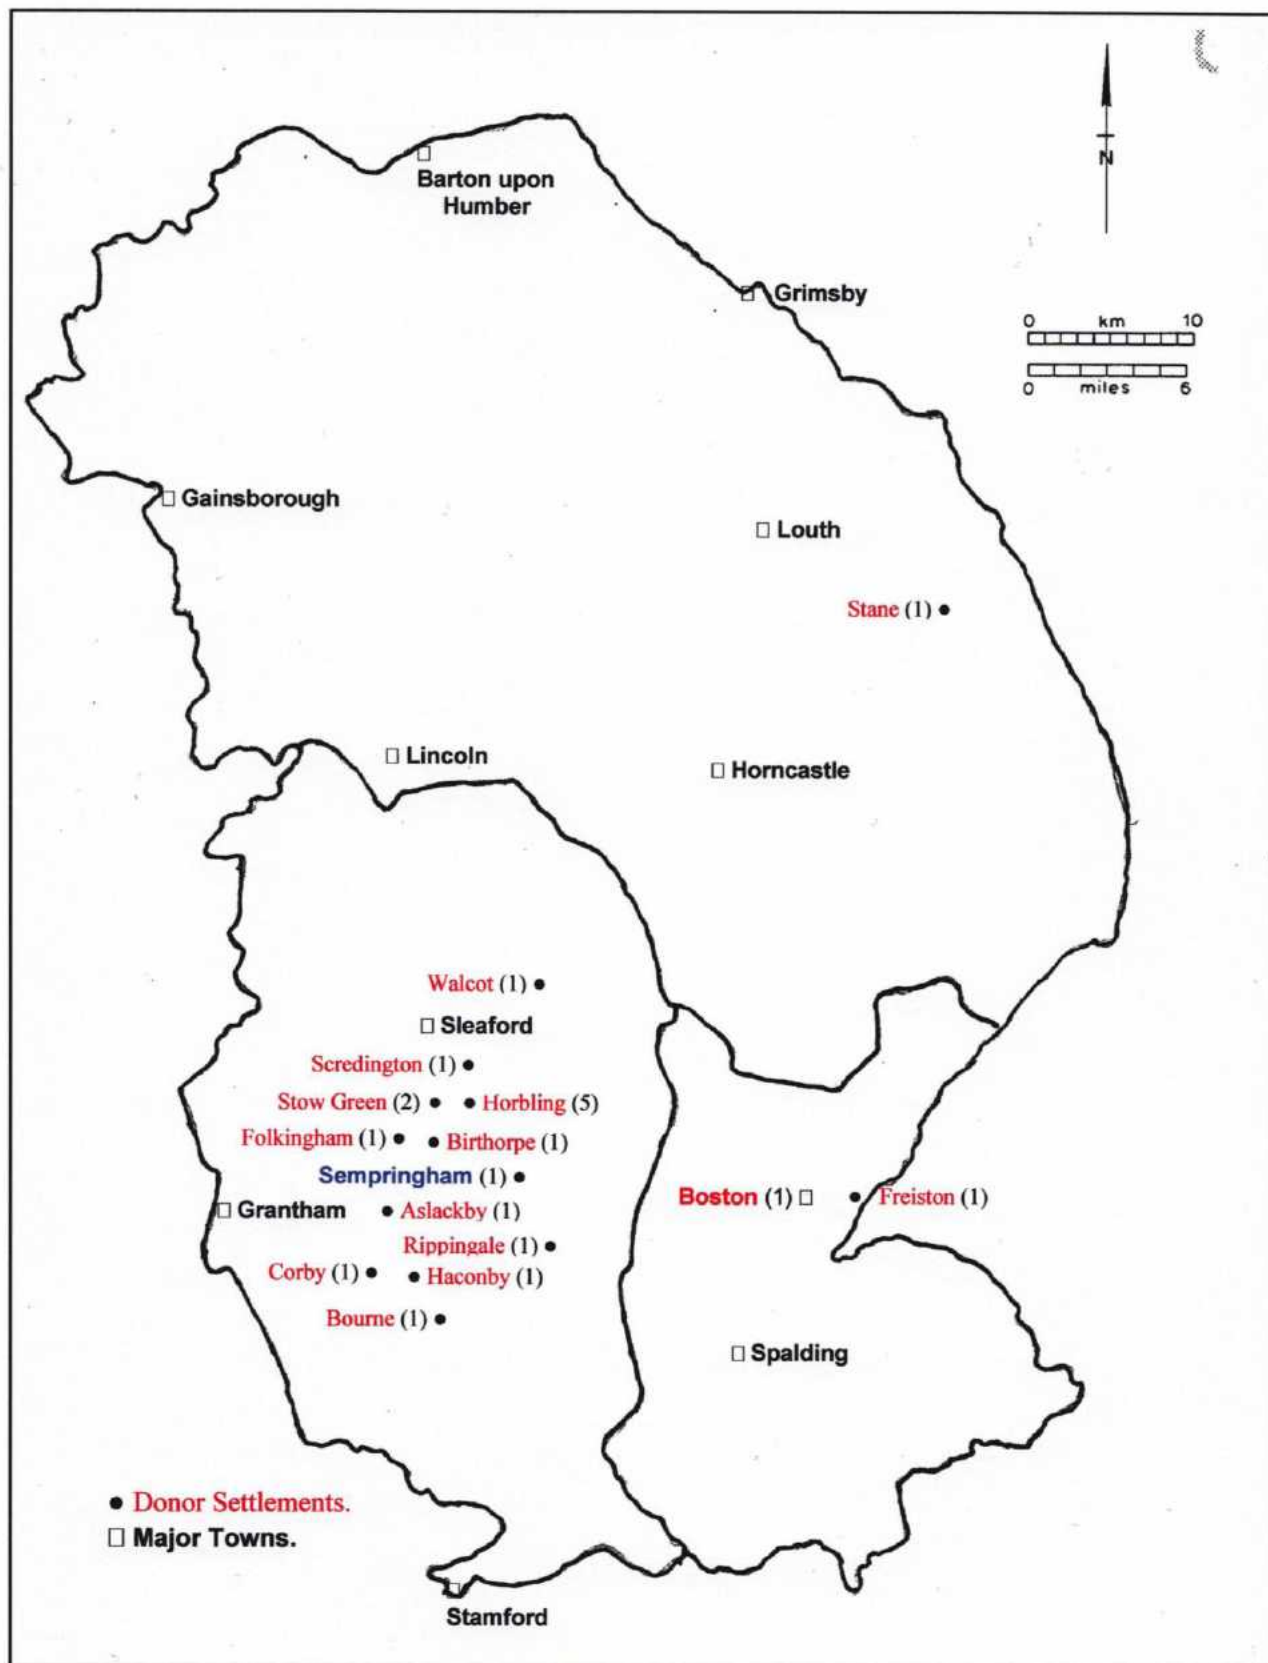 Barton upon
Humber
N
Grimsby
0 km 10
0 miles 6
Gainsborough
Louth
Stane (1)
Lincoln
Horncastle
Walcot (1)
Sleaford
Scredington (1)
Stow Green (2)
Horbling (5)
Folkingham (1)
Birthorpe (1)
Sempringham (1)
Boston (1)
Freiston (1)
Grantham
Aslackby (1)
Rippingale (1)
Corby (1)
Haconby (1)
Bourne (1)
Spalding
Donor Settlements.
Major Towns.
Stamford